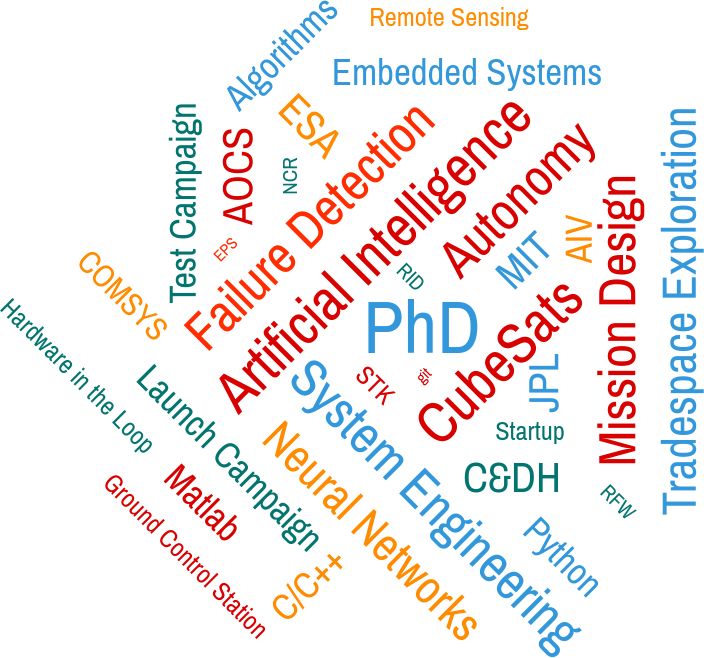 Remote Sensing
Algorithms
Embedded Systems
ESA
Test Campaign
AOCS
NCR
Failure Detection
Artificial Intelligence
Autonomy
Tradespace Exploration
Mission Design
AIV
MIT
EPS
COMSYS
RID
PhD
CubeSats
Hardware in the Loop
STK
git
JPL
System Engineering
Launch Campaign
Startup
Neural Networks
C&DH
Matlab
Ground Control Station
RFW
Python
C/C++